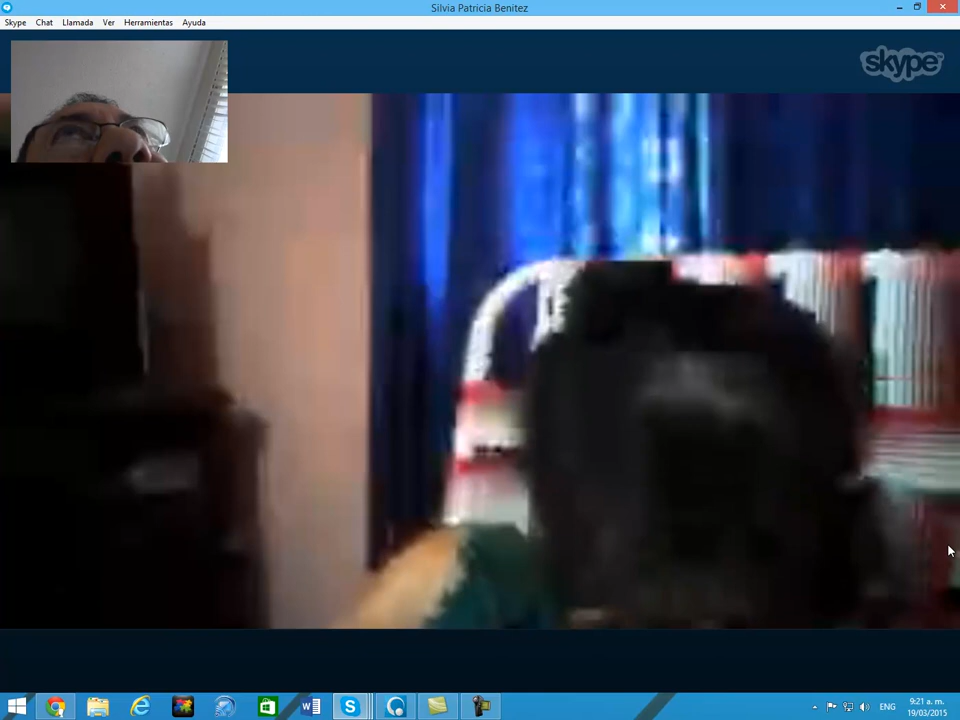 Silvia Patricia Benitez
Skype Chat Llamada Ver Herramientas Ayuda
skype
ENG
9:21 a. m.
19/03/2015